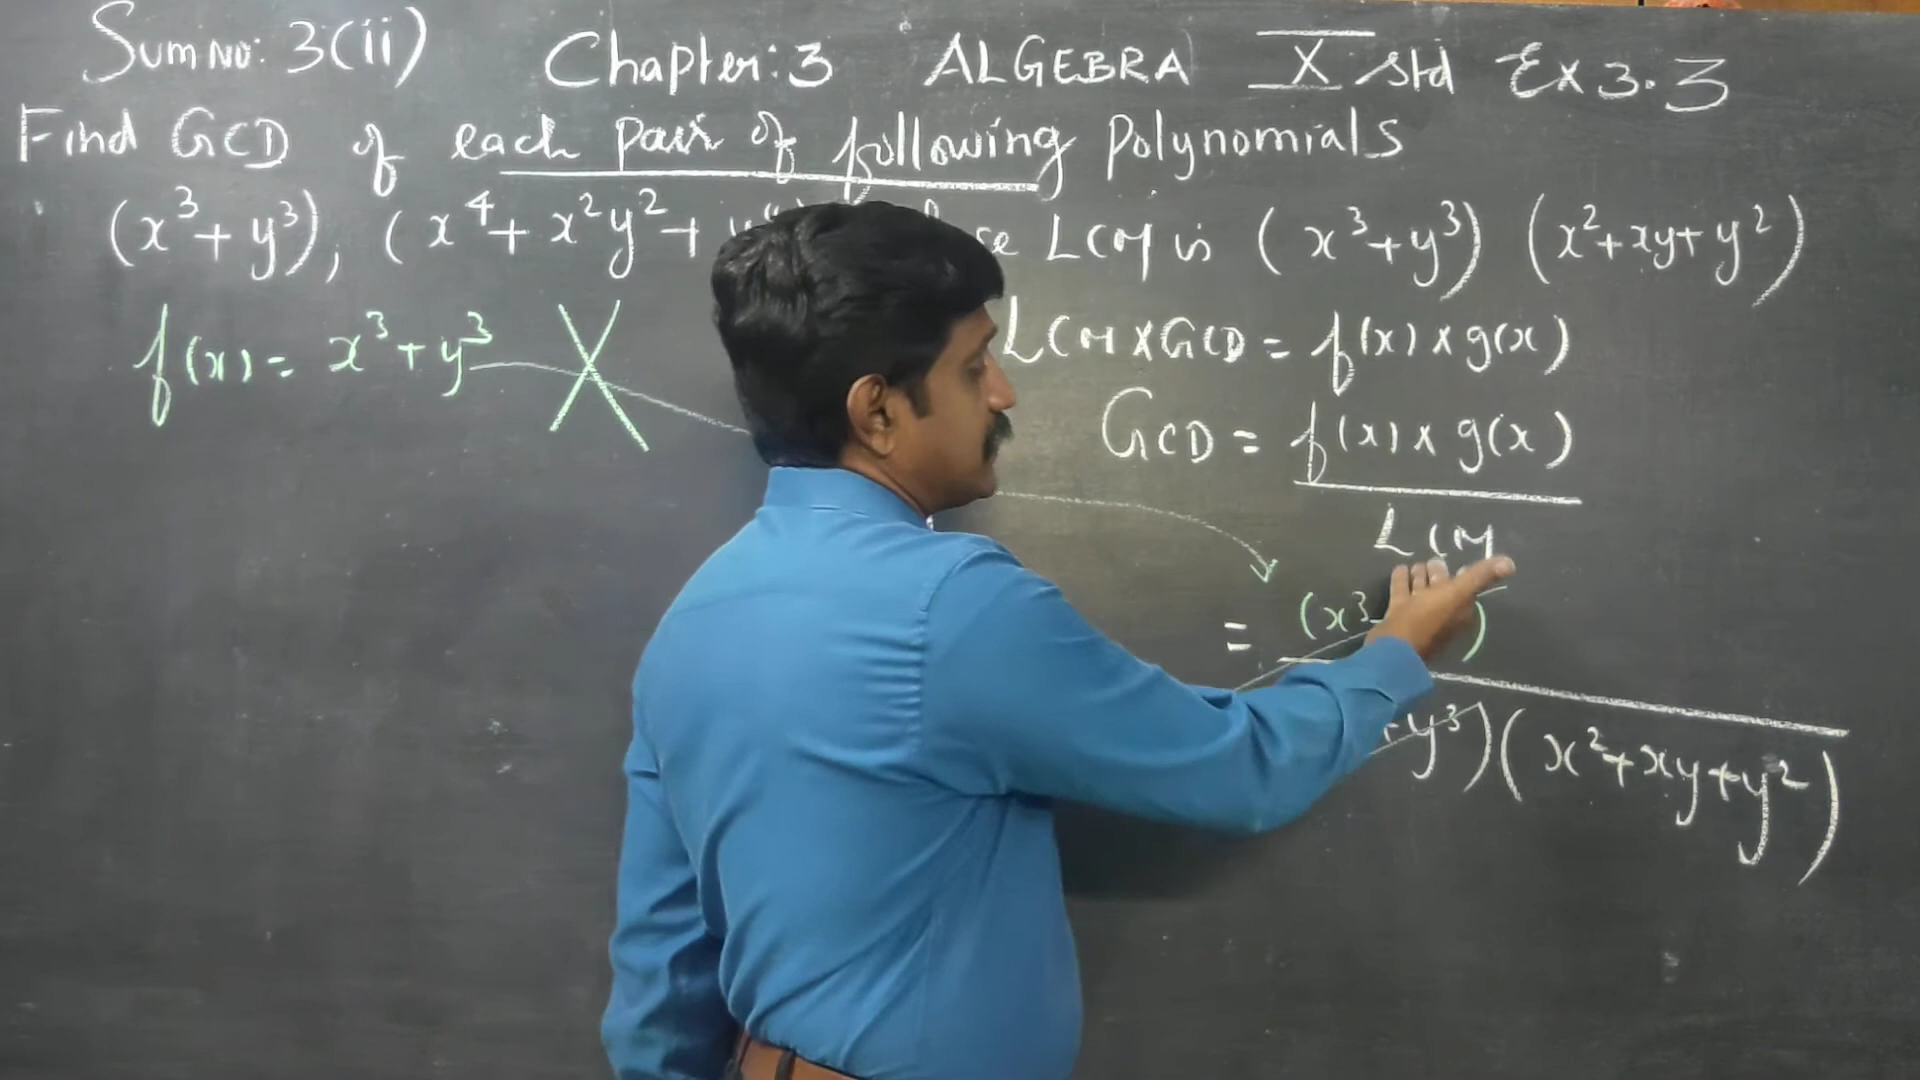 Sum No: 3(ii) Chapter: 3 ALGEBRA X std Ex 3.3
Find GCD of each pair of following Polynomials
(x³ + y³), (x⁴ + x²y² + LCM is (x³+y³) (x²+xy+y²)
f(x) = x³ + y³
LCM X GCD = f(x) x g(x)
GCD = f(x) x g(x)
LCM
= (x³ )
y³)(x²+xy+y²)